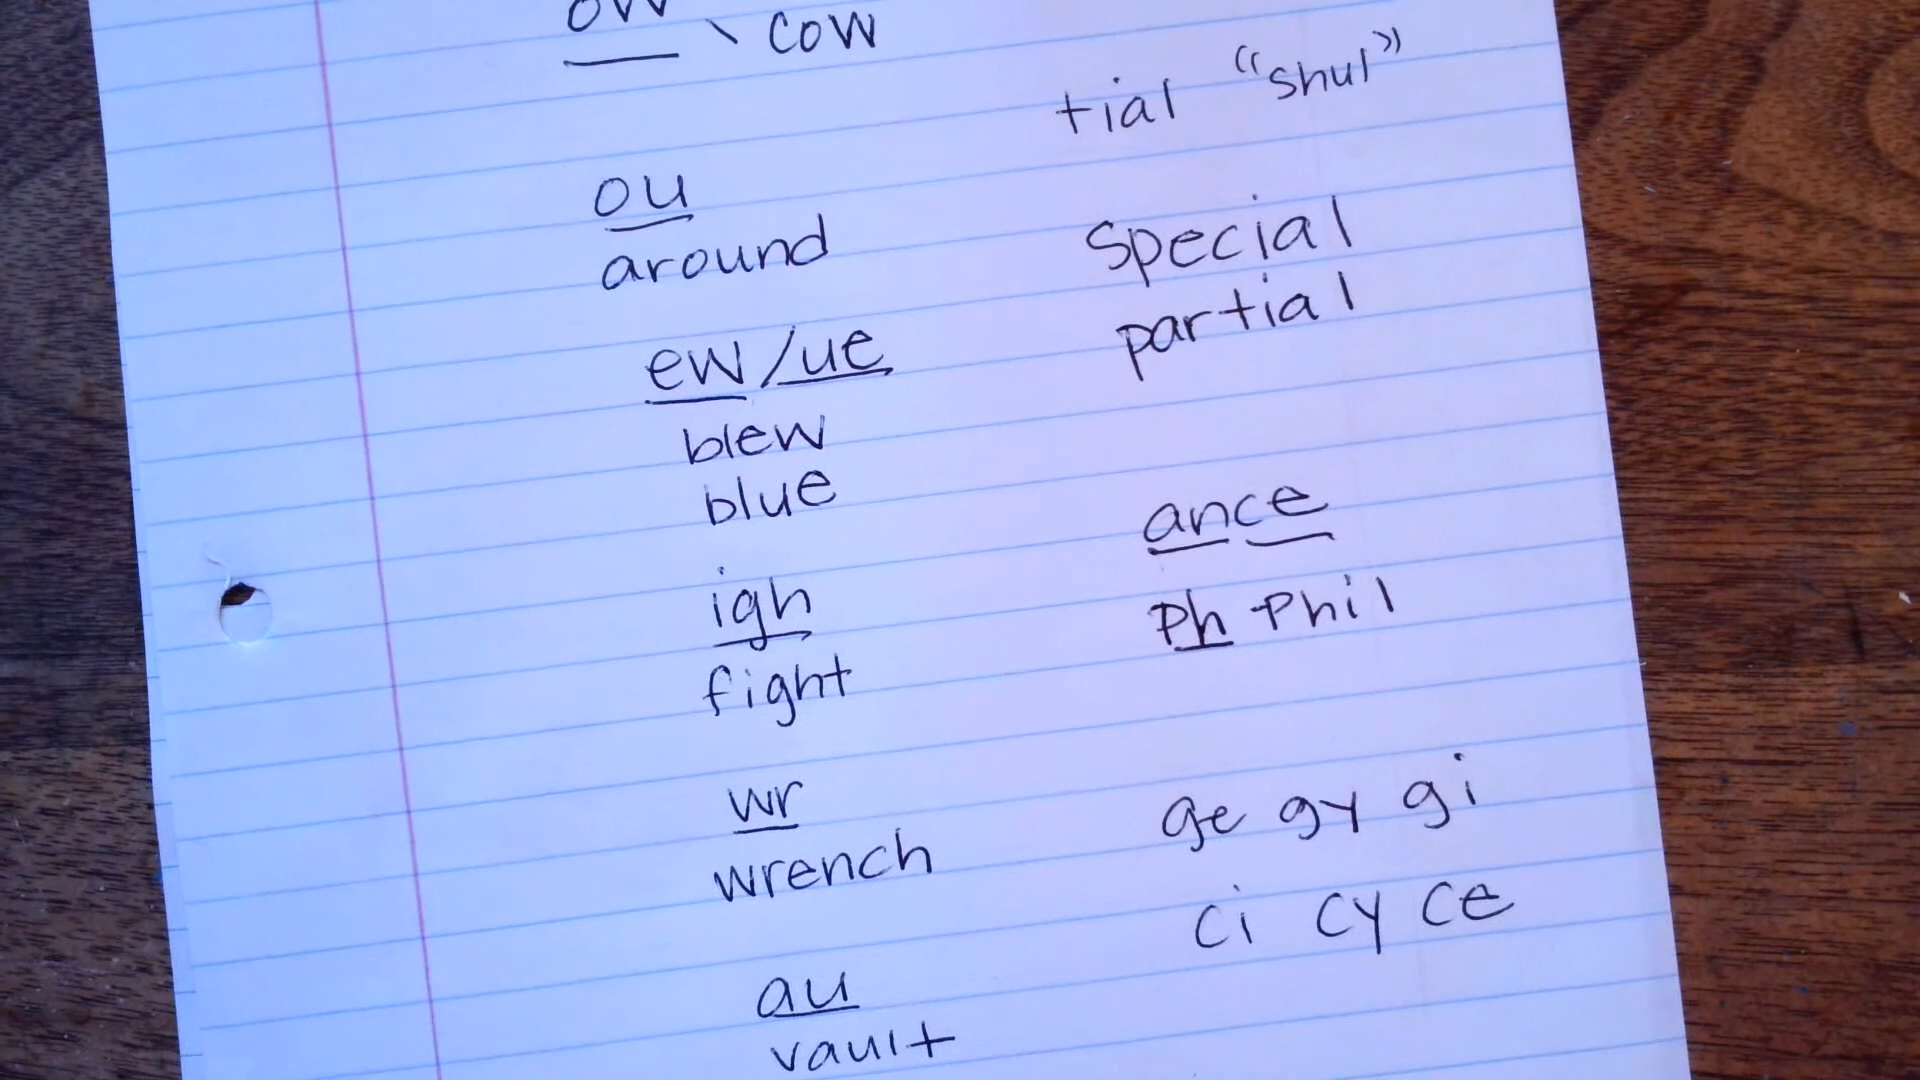 ow \ cow
tial "shul"
ou
around
special
partial
ew/ue
blew
blue
ance
igh
Ph Phil
fight
wr
ge gy gi
wrench
ci cy ce
au
vault